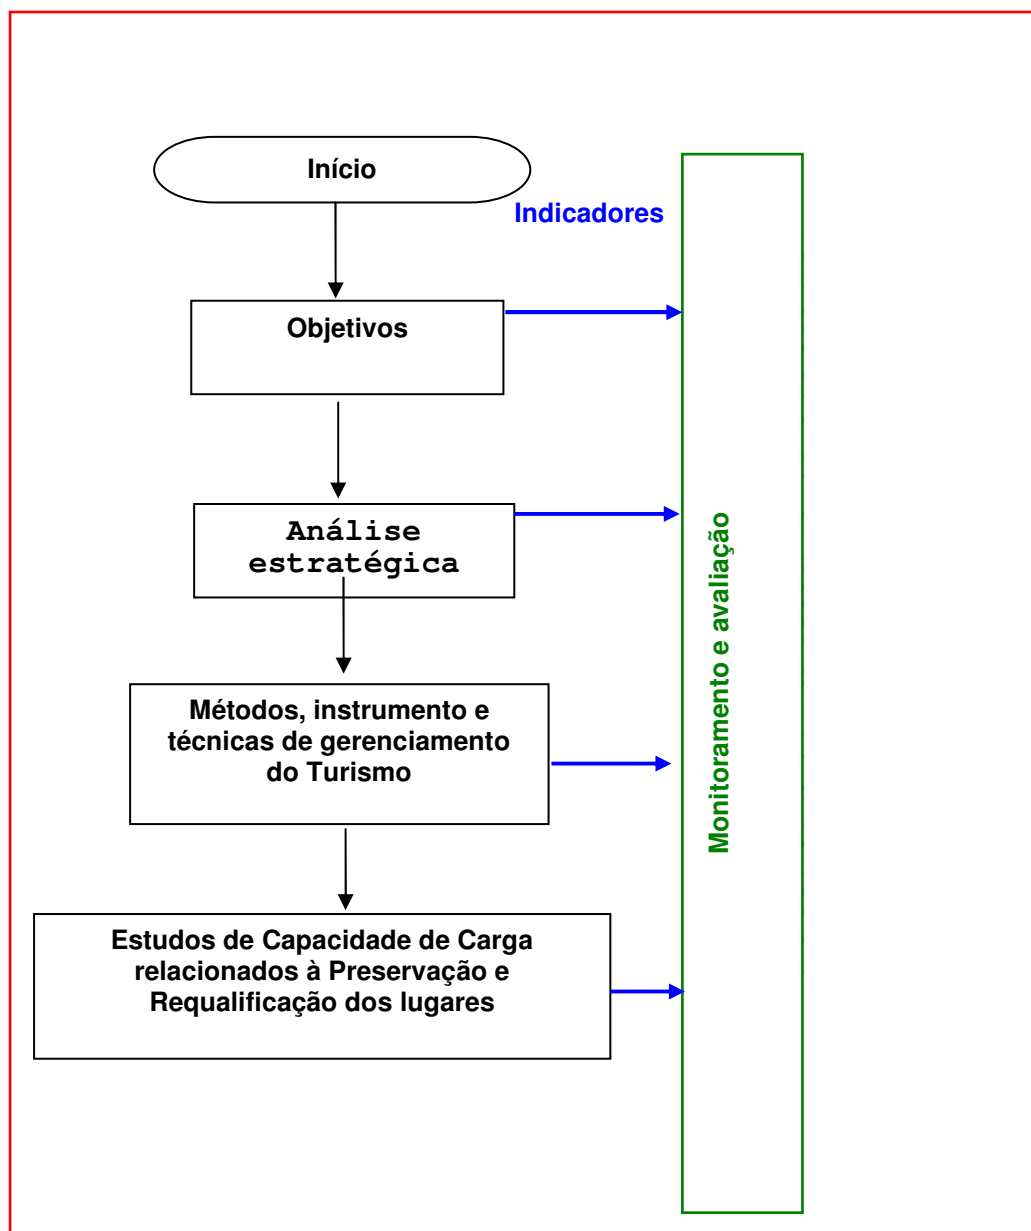 Início
Indicadores
Objetivos
Análise
estratégica
Métodos, instrumento e
técnicas de gerenciamento
do Turismo
Estudos de Capacidade de Carga
relacionados à Preservação e
Requalificação dos lugares
Monitoramento e avaliação